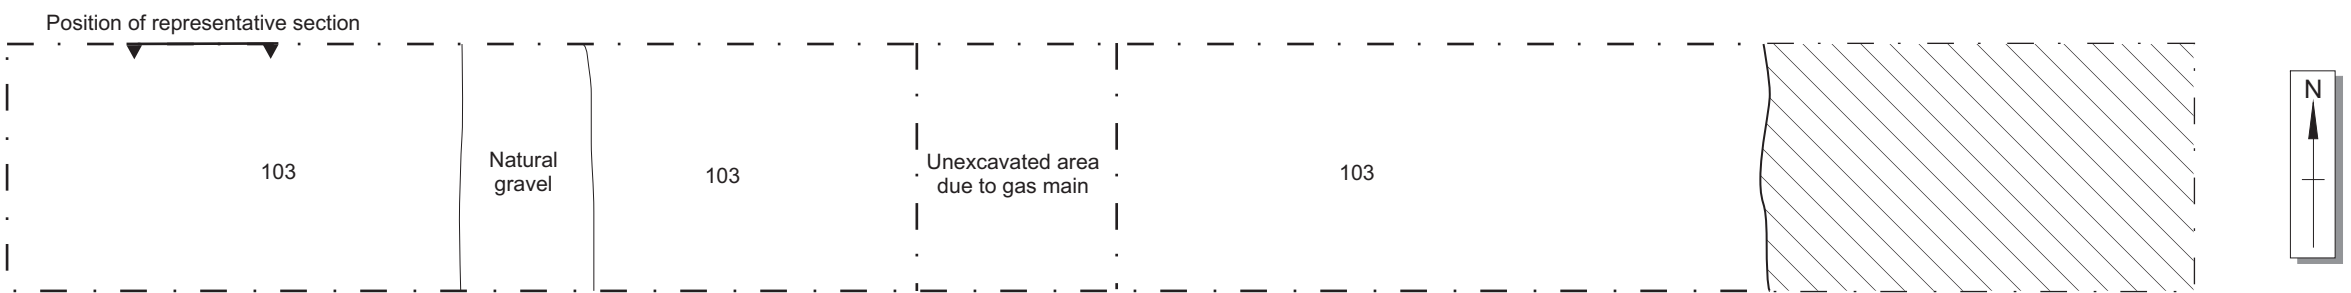 Position of representative section
103
Natural
gravel
103
Unexcavated area
due to gas main
103
N